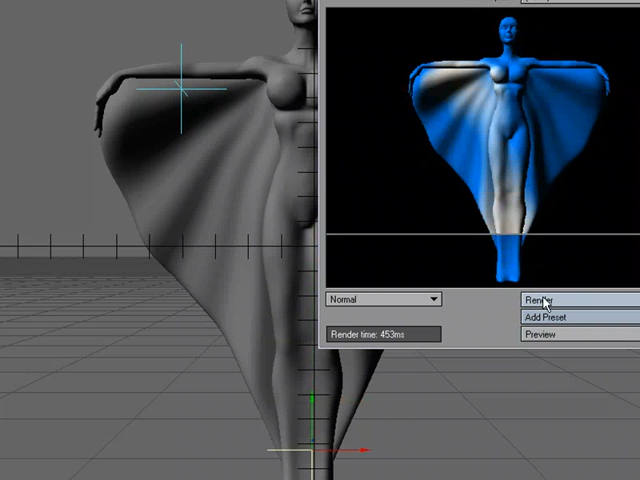 Normal
Render
Add Preset
Render time: 453ms
Preview